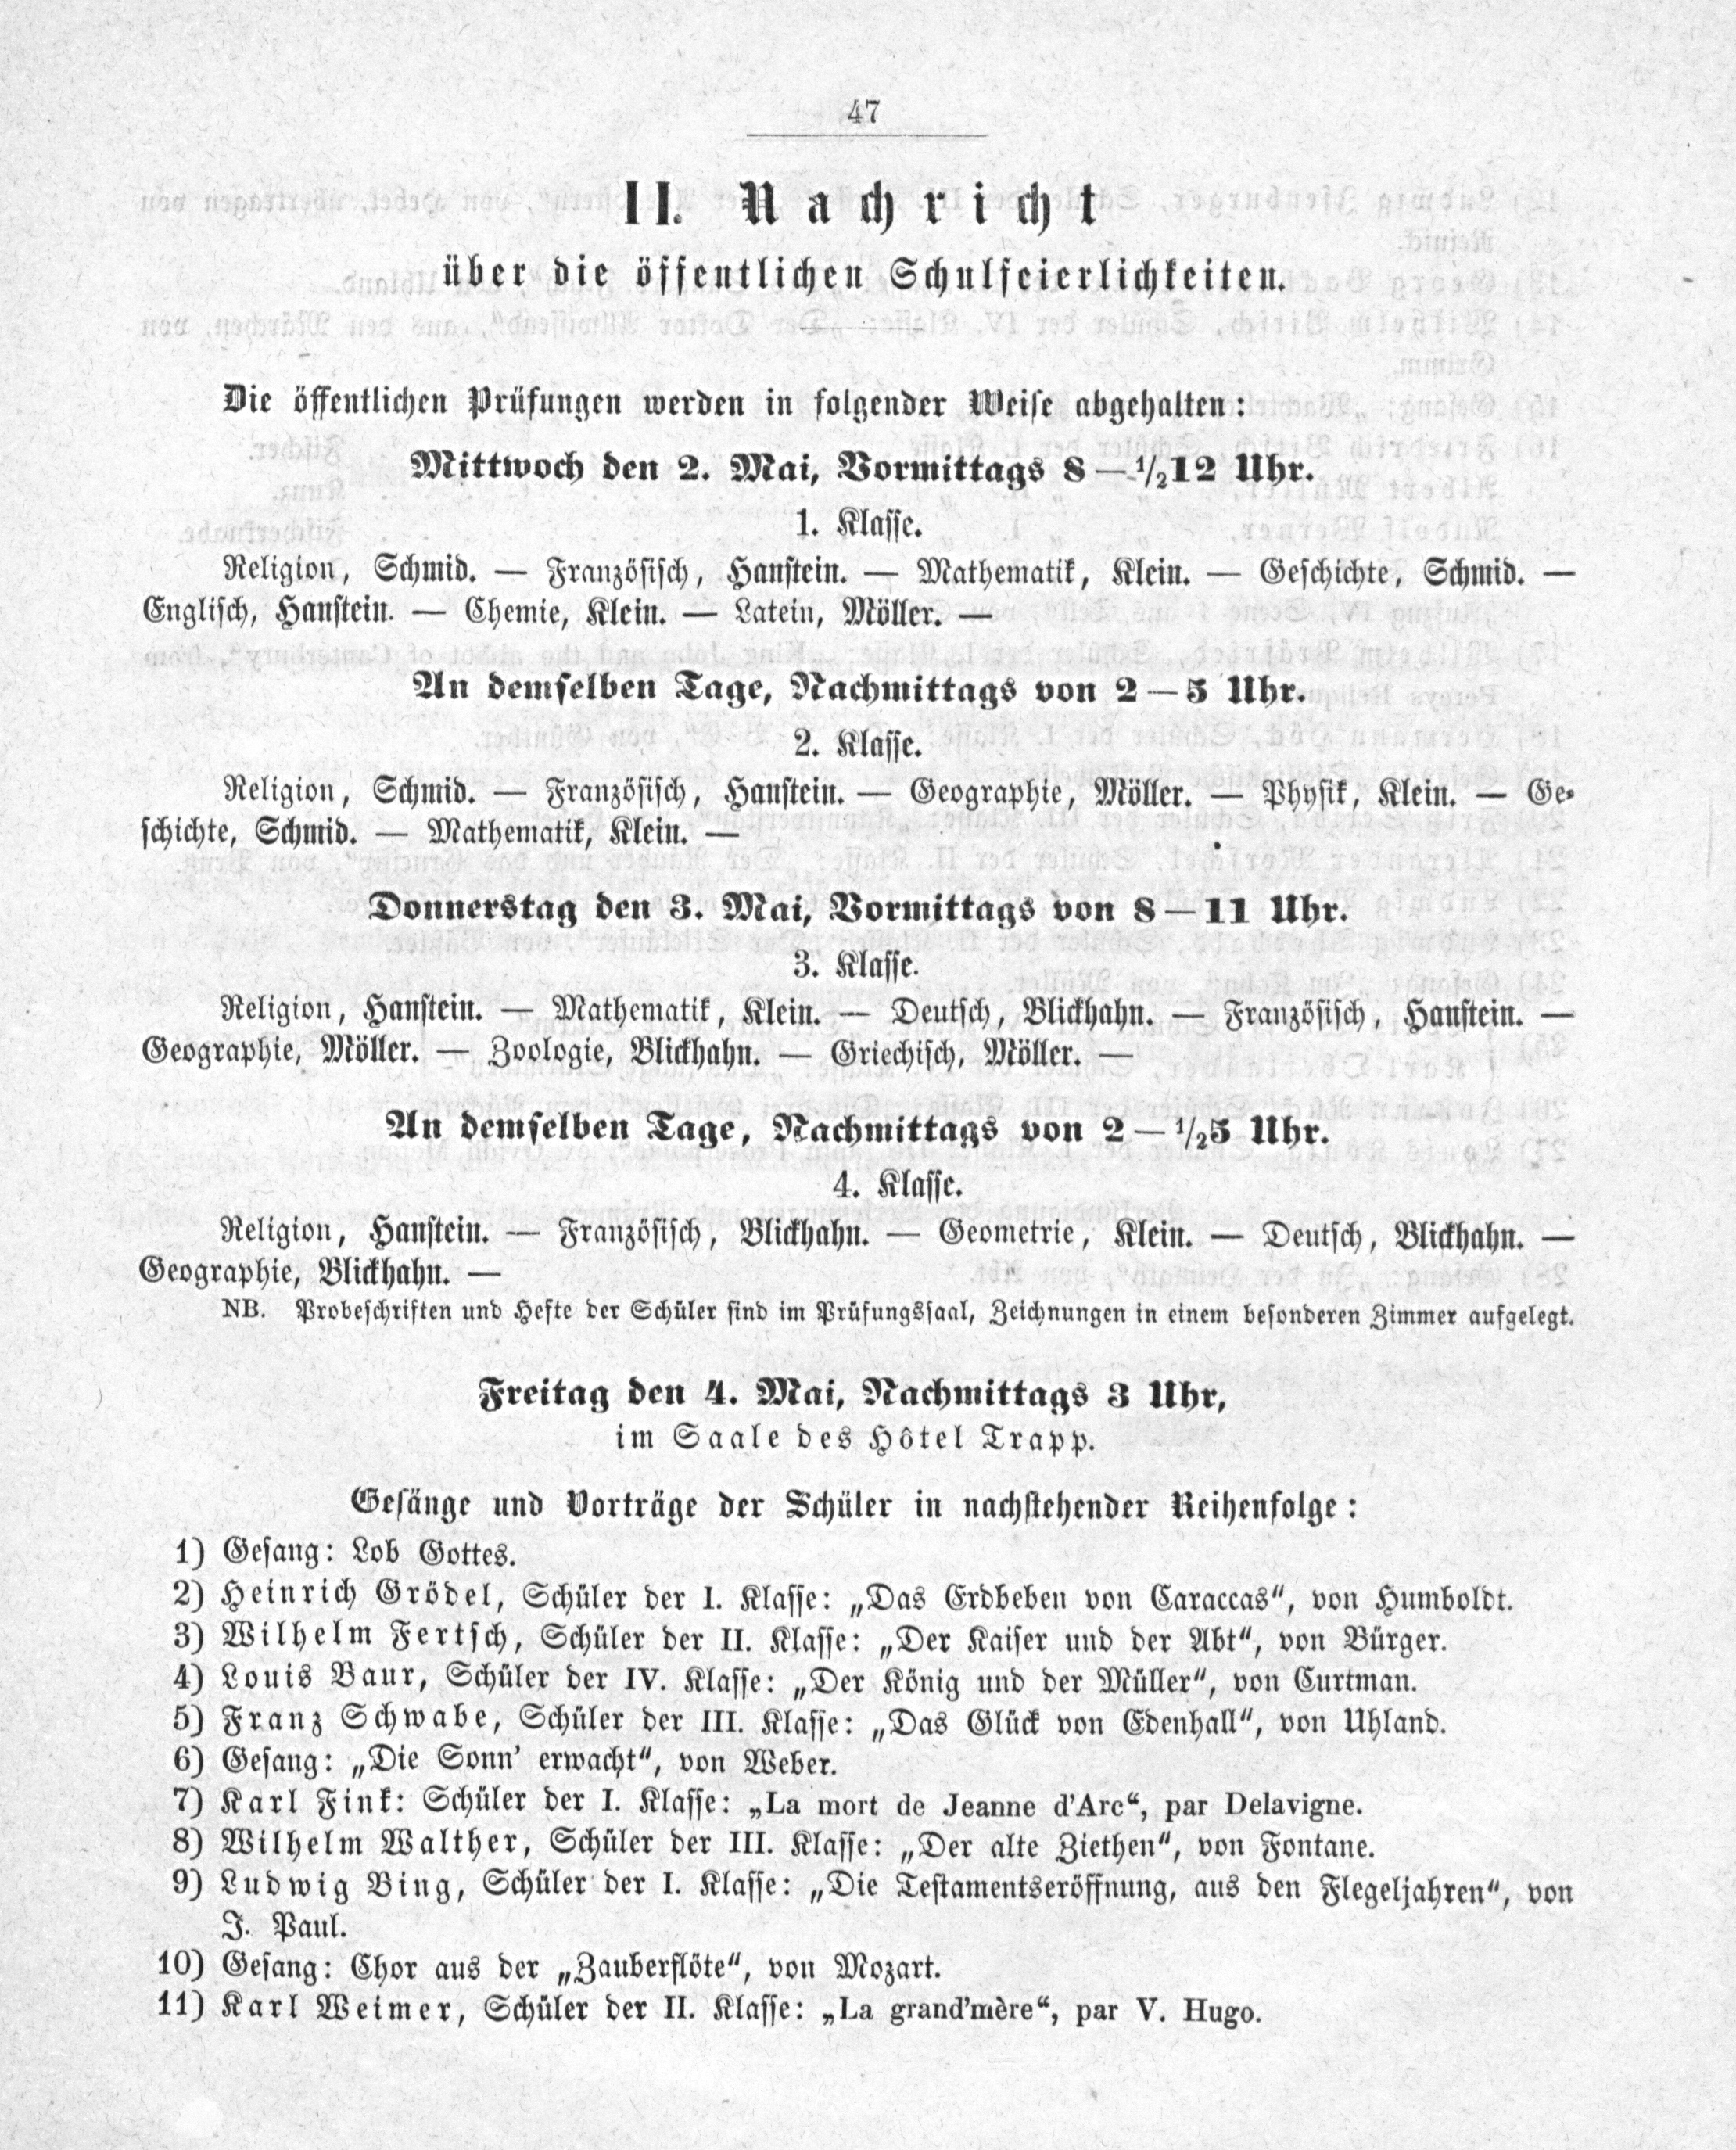 47
II. Nachricht
über die öffentlichen Schulfeierlichkeiten.
Die öffentlichen Prüfungen werden in folgender Weise abgehalten:
Mittwoch den 2. Mai, Vormittags 8—1/212 Uhr.
1. Klasse.
Religion, Schmid. — Französisch, Hanstein. — Mathematik, Klein. — Geschichte, Schmid. —
Englisch, Hanstein. — Chemie, Klein. — Latein, Möller. —
An demselben Tage, Nachmittags von 2—5 Uhr.
2. Klasse.
Religion, Schmid. — Französisch, Hanstein. — Geographie, Möller. — Physik, Klein. — Ge-
schichte, Schmid. — Mathematik, Klein. —
Donnerstag den 3. Mai, Vormittags von 8—11 Uhr.
3. Klasse.
Religion, Hanstein. — Mathematik, Klein. — Deutsch, Blickhahn. — Französisch, Hanstein. —
Geographie, Möller. — Zoologie, Blickhahn. — Griechisch, Möller. —
An demselben Tage, Nachmittags von 2—1/25 Uhr.
4. Klasse.
Religion, Hanstein. — Französisch, Blickhahn. — Geometrie, Klein. — Deutsch, Blickhahn. —
Geographie, Blickhahn. —
NB. Probeschriften und Hefte der Schüler sind im Prüfungssaal, Zeichnungen in einem besonderen Zimmer aufgelegt.
Freitag den 4. Mai, Nachmittags 3 Uhr,
im Saale des Hôtel Trapp.
Gesänge und Vorträge der Schüler in nachstehender Reihenfolge:
1) Gesang: Lob Gottes.
2) Heinrich Grödel, Schüler der I. Klasse: „Das Erdbeben von Caraccas“, von Humboldt.
3) Wilhelm Fertsch, Schüler der II. Klasse: „Der Kaiser und der Abt“, von Bürger.
4) Louis Baur, Schüler der IV. Klasse: „Der König und der Müller“, von Curtman.
5) Franz Schwabe, Schüler der III. Klasse: „Das Glück von Edenhall“, von Uhland.
6) Gesang: „Die Sonn’ erwacht“, von Weber.
7) Karl Fink: Schüler der I. Klasse: „La mort de Jeanne d’Arc“, par Delavigne.
8) Wilhelm Walther, Schüler der III. Klasse: „Der alte Ziethen“, von Fontane.
9) Ludwig Bing, Schüler der I. Klasse: „Die Testamentseröffnung, aus den Flegeljahren“, von
J. Paul.
10) Gesang: Chor aus der „Zauberflöte“, von Mozart.
11) Karl Weimer, Schüler der II. Klasse: „La grand’mère“, par V. Hugo.